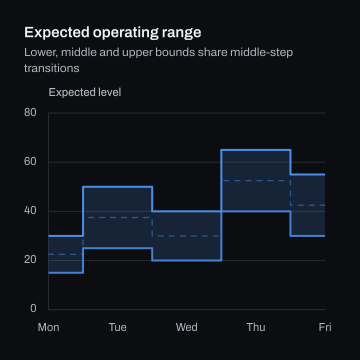 Expected operating range
Lower, middle and upper bounds share middle-step
transitions
Expected level
80
60
40
20
0
Mon Tue Wed Thu Fri